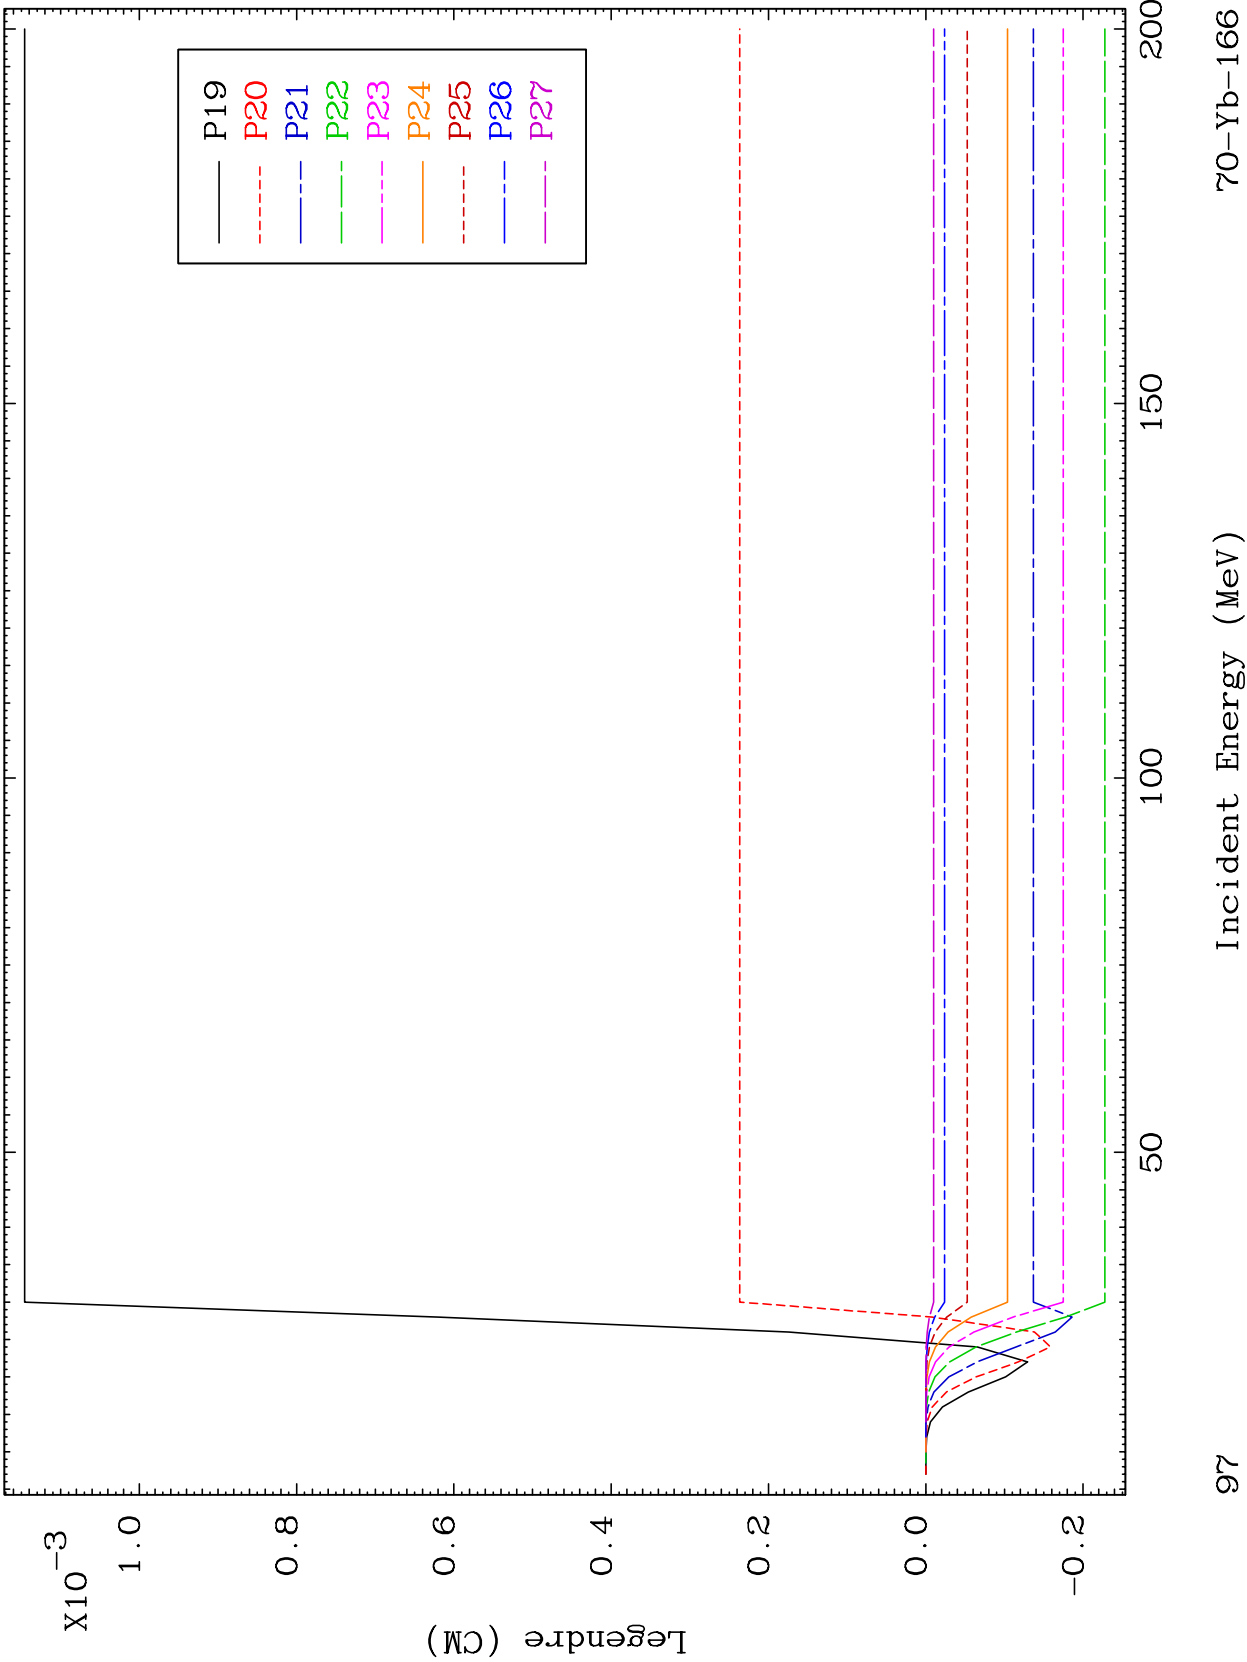 X10-3
1.0
0.8
0.6
0.4
0.2
0.0
-0.2
Legendre (CM)
P19
P20
P21
P22
P23
P24
P25
P26
P27
50
100
150
200
Incident Energy (MeV)
97
70-Yb-166